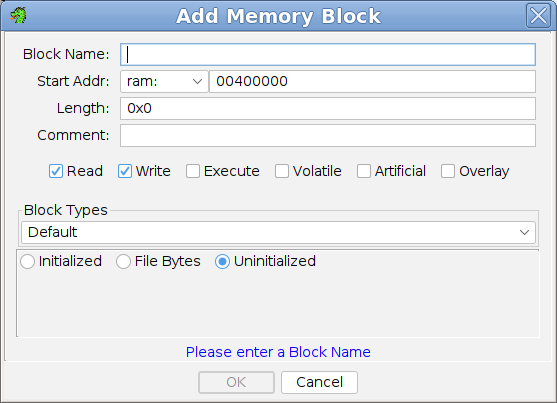 Add Memory Block
Block Name:
Start Addr: ram: 00400000
Length: 0x0
Comment:
Read Write Execute Volatile Artificial Overlay
Block Types
Default
Initialized File Bytes Uninitialized
Please enter a Block Name
OK Cancel